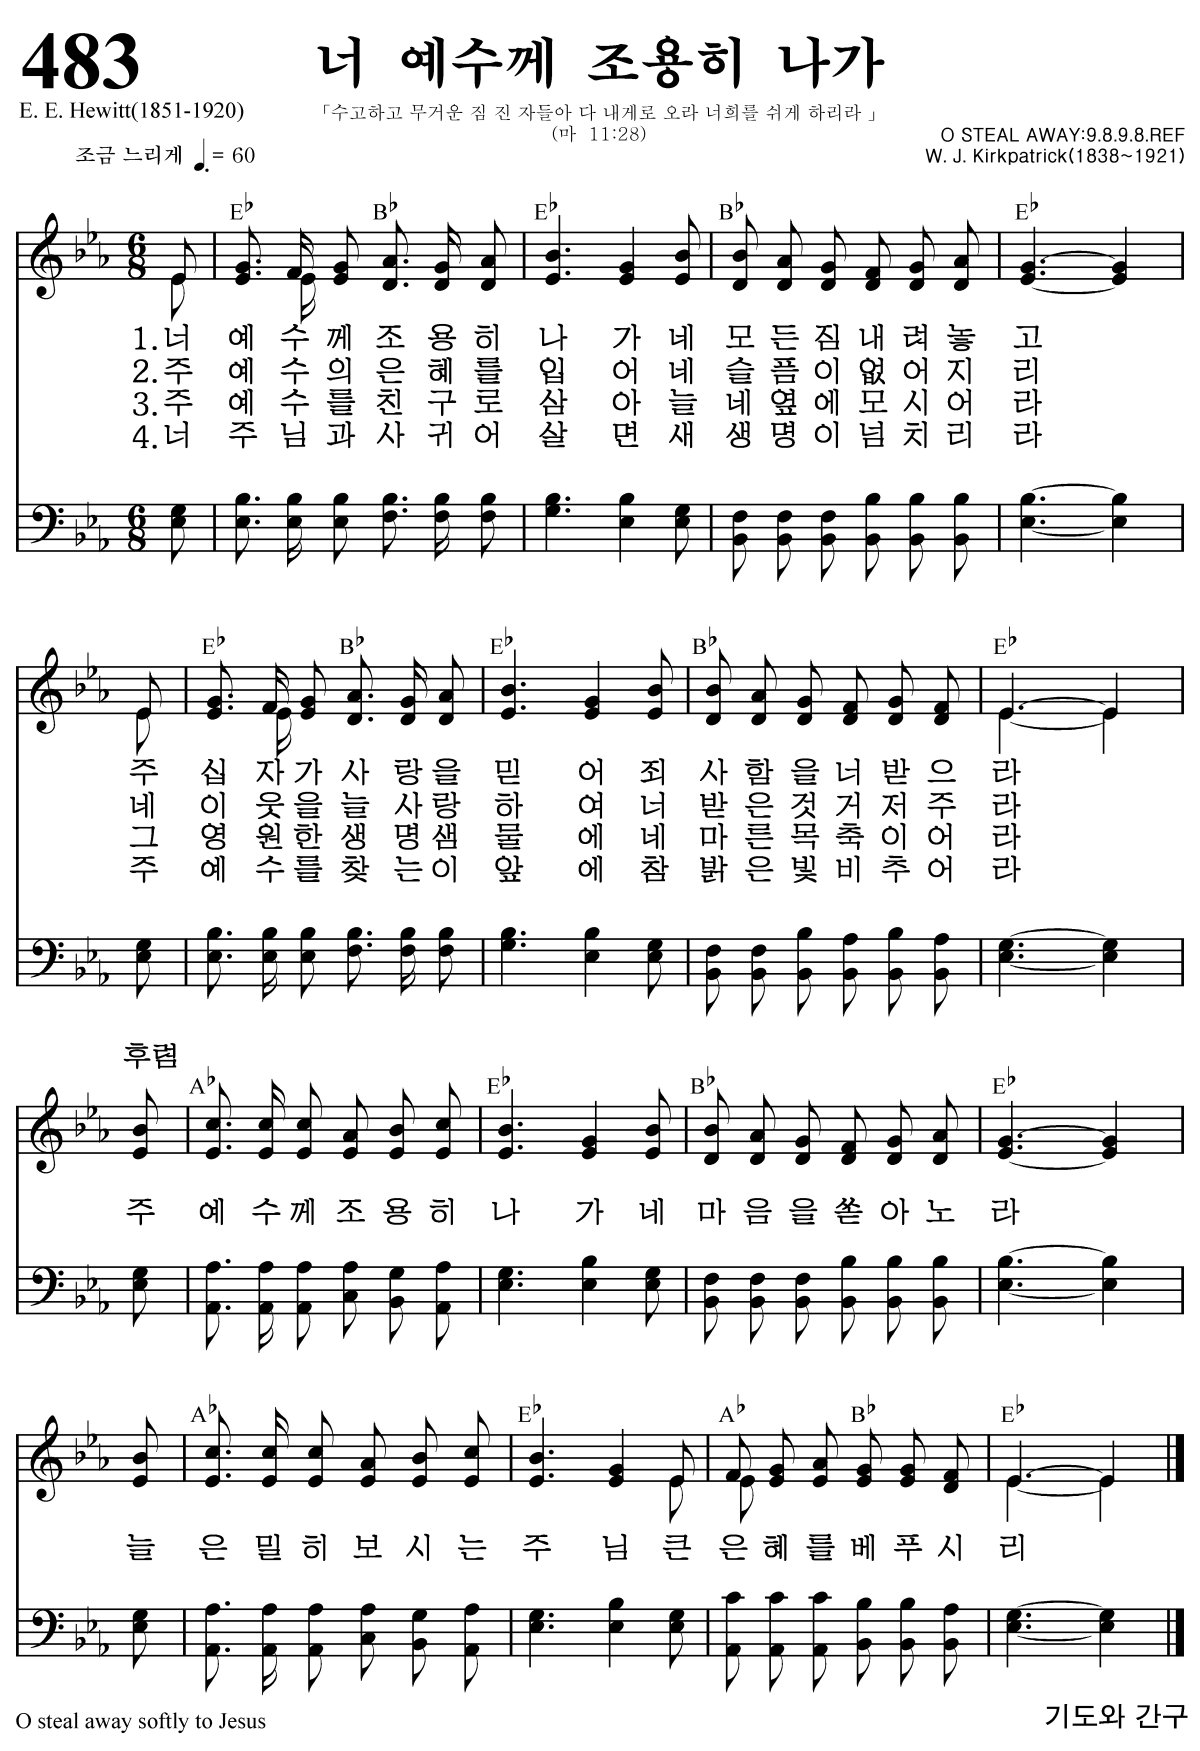 483
너 예수께 조용히 나가
E. E. Hewitt(1851-1920)
「수고하고 무거운 짐 진 자들아 다 내게로 오라 너희를 쉬게 하리라 」
(마 11:28)
O STEAL AWAY:9.8.9.8.REF
조금 느리게 ♩. = 60
W. J. Kirkpatrick(1838~1921)
E♭ B♭ E♭ B♭ E♭
6 8
1.너 예 수 께 조 용 히 나 가 네 모 든 짐 내 려 놓 고
2.주 예 수 의 은 혜 를 입 어 네 슬 픔 이 없 어 지 리
3.주 예 수 를 친 구 로 삼 아 늘 네 옆 에 모 시 어 라
4.너 주 님 과 사 귀 어 살 면 새 생 명 이 넘 치 리 라
6 8
E♭ B♭ E♭ B♭ E♭
주 십 자 가 사 랑 을 믿 어 죄 사 함 을 너 받 으 라
네 이 웃 을 늘 사 랑 하 여 너 받 은 것 거 저 주 라
그 영 원 한 생 명 샘 물 에 네 마 른 목 축 이 어 라
주 예 수 를 찾 는 이 앞 에 참 밝 은 빛 비 추 어 라
후렴
A♭ E♭ B♭ E♭
주 예 수 께 조 용 히 나 가 네 마 음 을 쏟 아 노 라
A♭ E♭ A♭ B♭ E♭
늘 은 밀 히 보 시 는 주 님 큰 은 혜 를 베 푸 시 리
O steal away softly to Jesus
기도와 간구